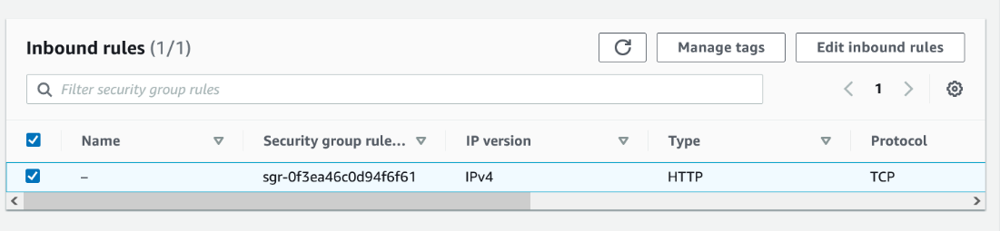 Inbound rules (1/1)
Manage tags
Edit inbound rules
Filter security group rules
1
Name Security group rule... IP version Type Protocol
– sgr-0f3ea46c0d94f6f61 IPv4 HTTP TCP